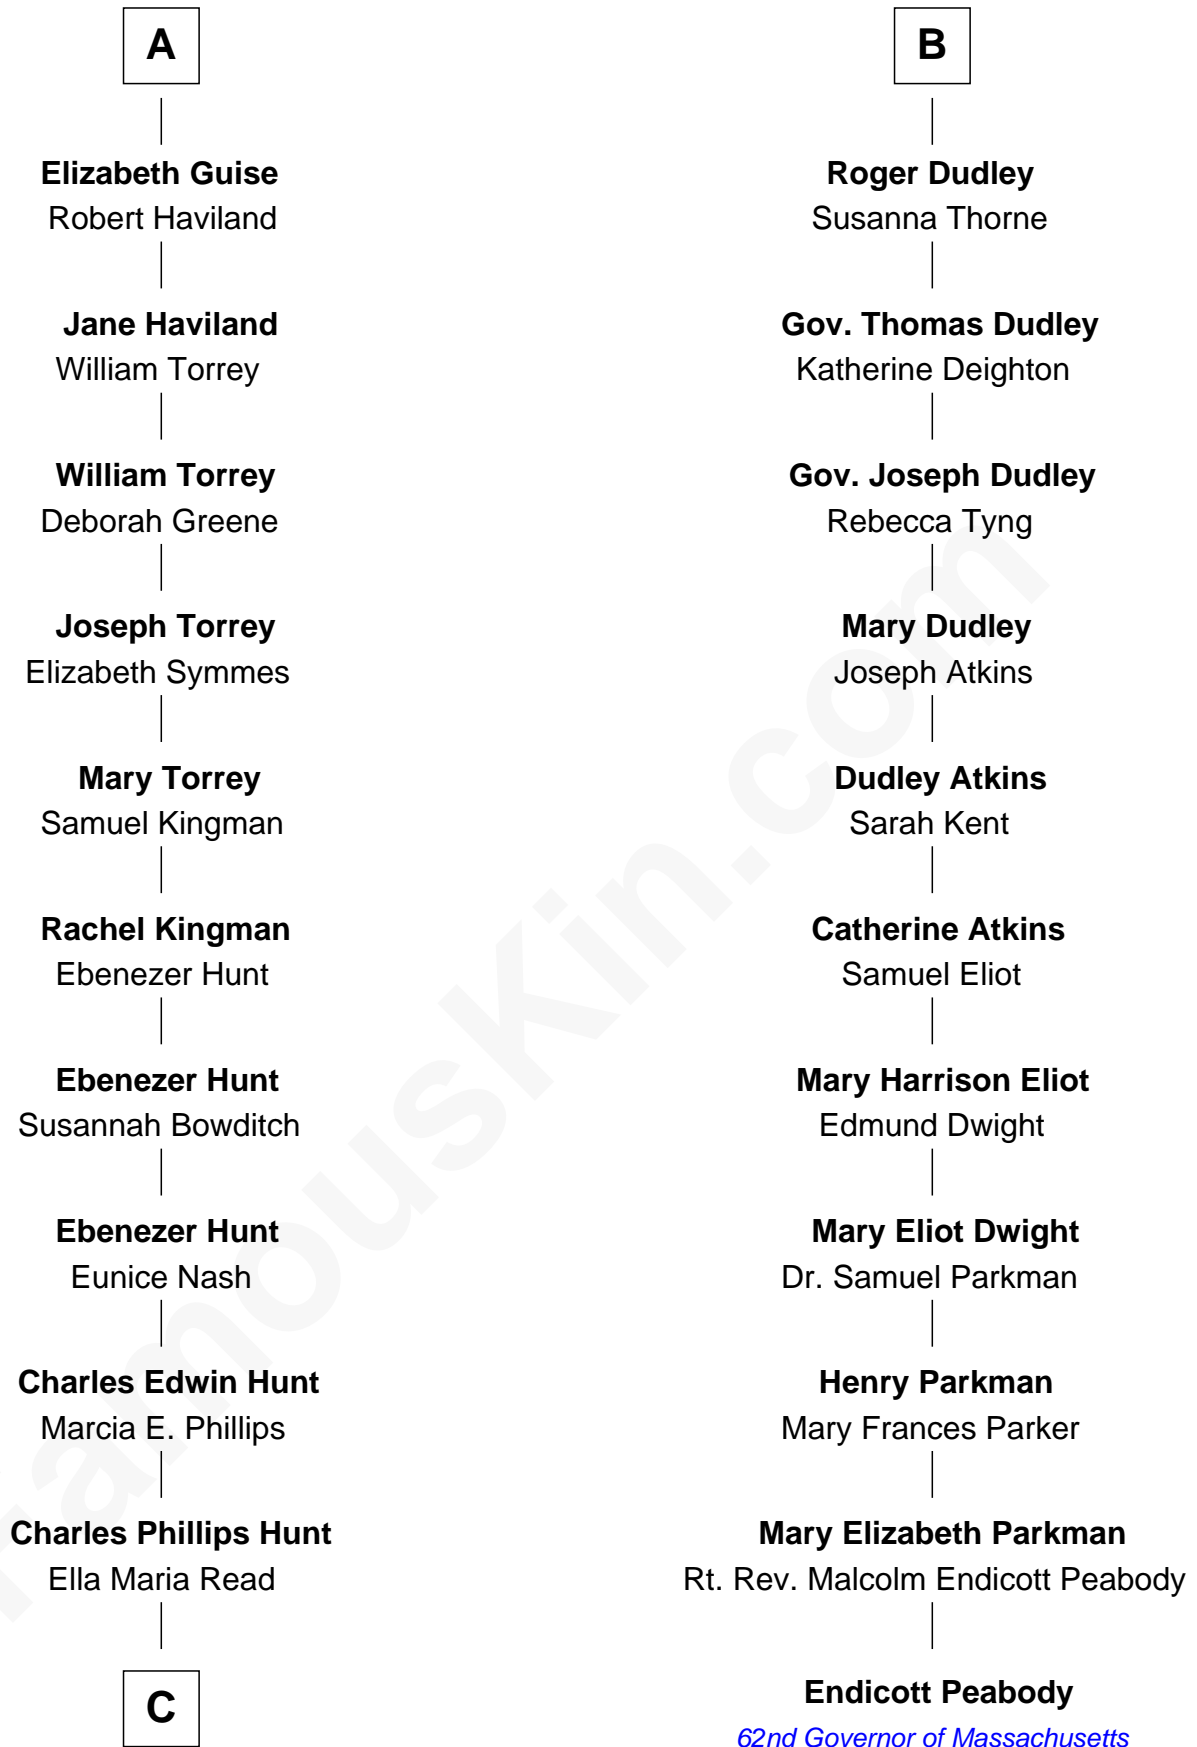 A
Elizabeth Guise
Robert Haviland
Jane Haviland
William Torrey
William Torrey
Deborah Greene
Joseph Torrey
Elizabeth Symmes
Mary Torrey
Samuel Kingman
Rachel Kingman
Ebenezer Hunt
Ebenezer Hunt
Susannah Bowditch
Ebenezer Hunt
Eunice Nash
Charles Edwin Hunt
Marcia E. Phillips
Charles Phillips Hunt
Ella Maria Read
C
B
Roger Dudley
Susanna Thorne
Gov. Thomas Dudley
Katherine Deighton
Gov. Joseph Dudley
Rebecca Tyng
Mary Dudley
Joseph Atkins
Dudley Atkins
Sarah Kent
Catherine Atkins
Samuel Eliot
Mary Harrison Eliot
Edmund Dwight
Mary Eliot Dwight
Dr. Samuel Parkman
Henry Parkman
Mary Frances Parker
Mary Elizabeth Parkman
Rt. Rev. Malcolm Endicott Peabody
Endicott Peabody
62nd Governor of Massachusetts
FamousKin.com